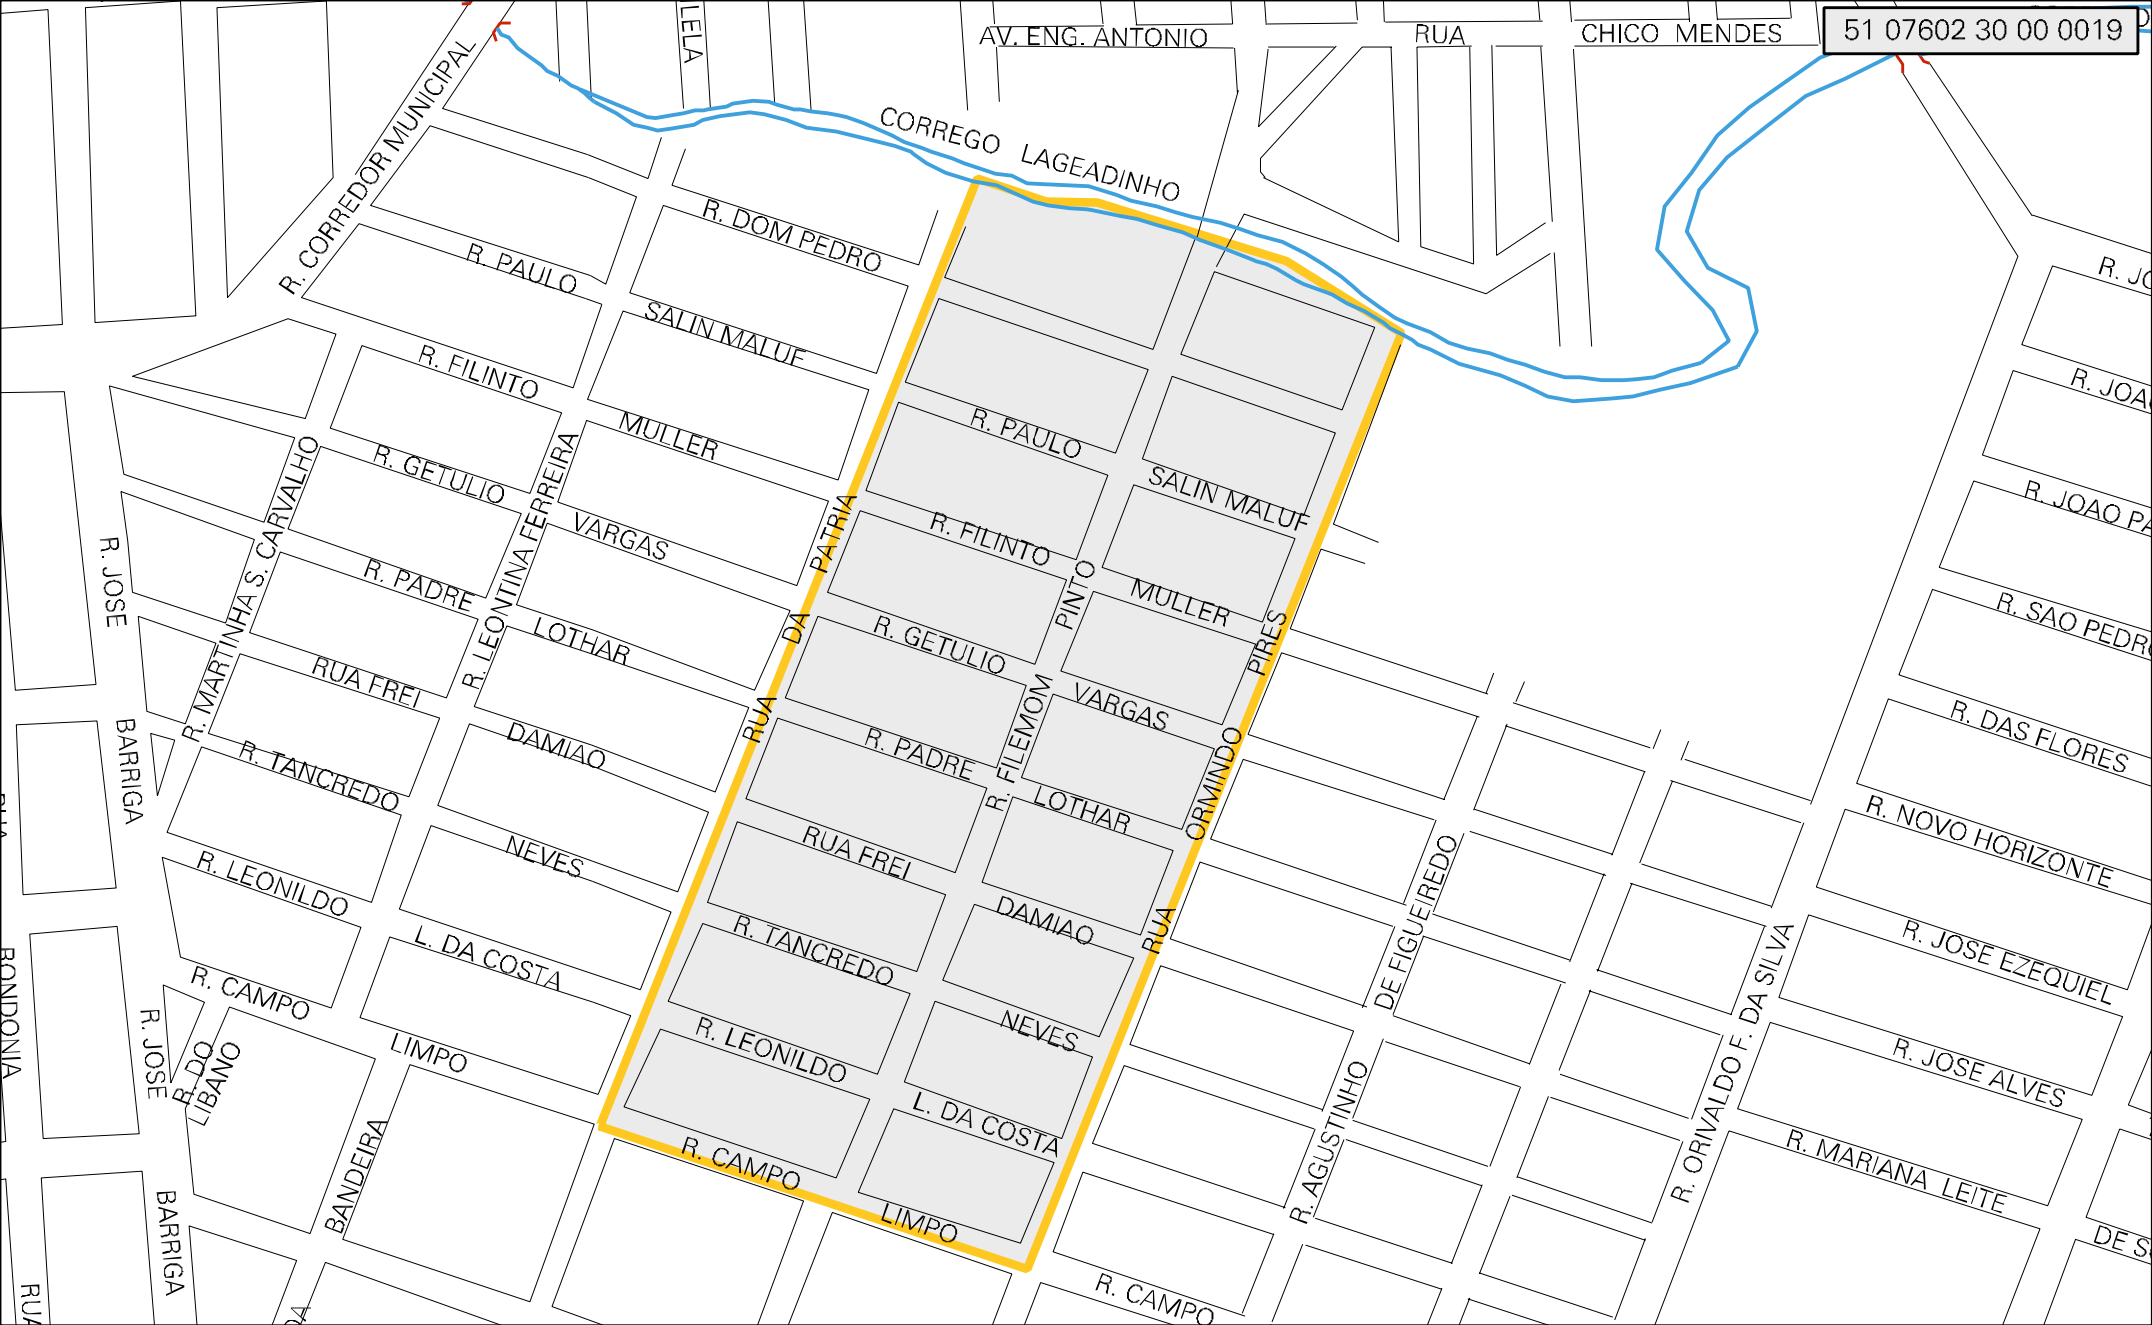 LELA
AV. ENG. ANTONIO
RUA
CHICO MENDES
51 07602 30 00 0019
R. CORREDOR MUNICIPAL
CORREGO LAGEADINHO
R. DOM PEDRO
R. PAULO
SALIN MALUF
R. FILINTO
MULLER
R. GETULIO
VARGAS
R. PADRE
LOTHAR
RUA FREI
DAMIAO
R. TANCREDO
NEVES
R. LEONILDO
L. DA COSTA
R. CAMPO
LIMPO
R. MARTINHA S. CARVALHO
R. LEONTINA FERREIRA
R. JOSE
BARRIGA
R. JOSE
BARRIGA
R. DO
LIBANO
BANDEIRA
RONDONIA
RUA
RUA DA PATRIA
R. PAULO
SALIN MALUF
R. FILINTO
MULLER
R. GETULIO
VARGAS
R. PADRE
LOTHAR
RUA FREI
DAMIAO
R. TANCREDO
NEVES
R. LEONILDO
L. DA COSTA
R. CAMPO
LIMPO
R. FILEMOM PINTO
RUA ORMINDO PIRES
R. AGUSTINHO DE FIGUEIREDO
R. ORIVALDO F. DA SILVA
R. CAMPO
R. JO
R. JOA
R. JOAO PA
R. SAO PEDRO
R. DAS FLORES
R. NOVO HORIZONTE
R. JOSE EZEQUIEL
R. JOSE ALVES
R. MARIANA LEITE
DE S